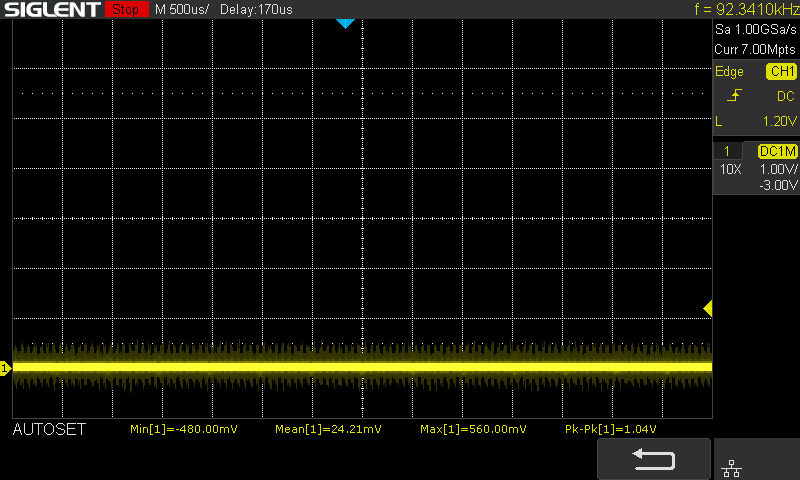 SIGLENT Stop M 500us/ Delay:170us f = 92.3410kHz
Sa 1.00GSa/s
Curr 7.00Mpts
Edge CH1
DC
L 1.20V
1 DC1M
10X 1.00V/
-3.00V
1
AUTOSET Min[1]=-480.00mV Mean[1]=24.21mV Max[1]=560.00mV Pk-Pk[1]=1.04V